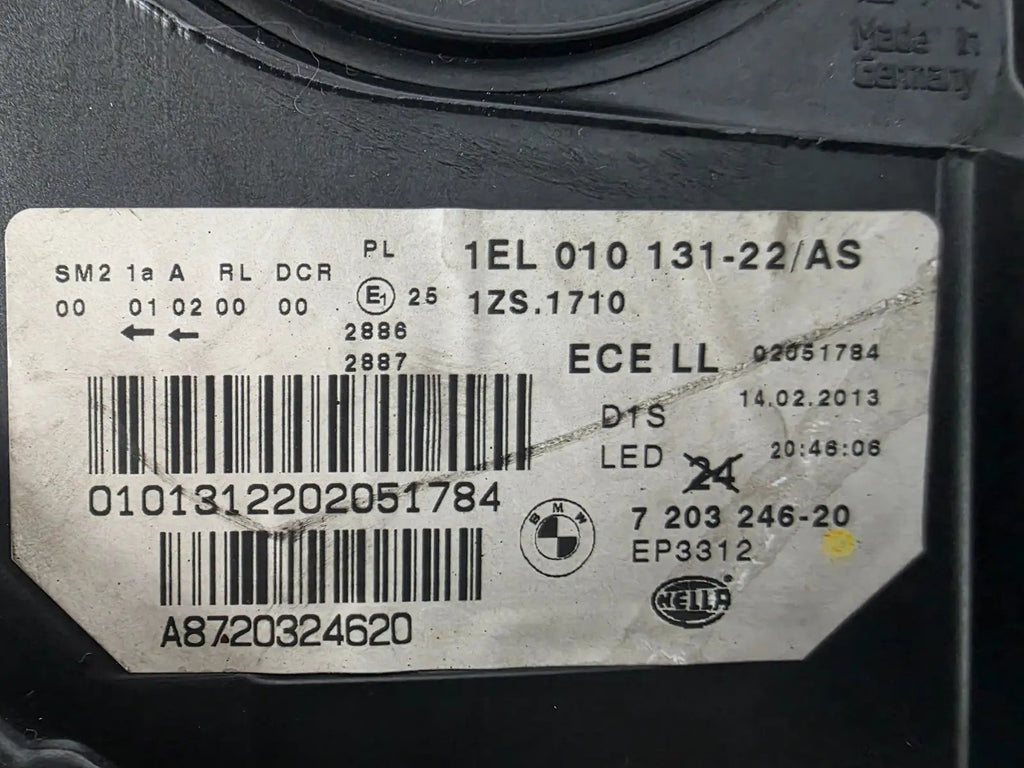 Made in
Germany
PL
1EL 010 131-22/AS
SM2 1a A RL DCR
E1 25
1ZS.1710
00 01 02 00 00
2886
2887
ECE LL 02051784
D1S 14.02.2013
LED 20:46:06
24
0101312202051784
BMW
7 203 246-20
EP3312
HELLA
A8720324620